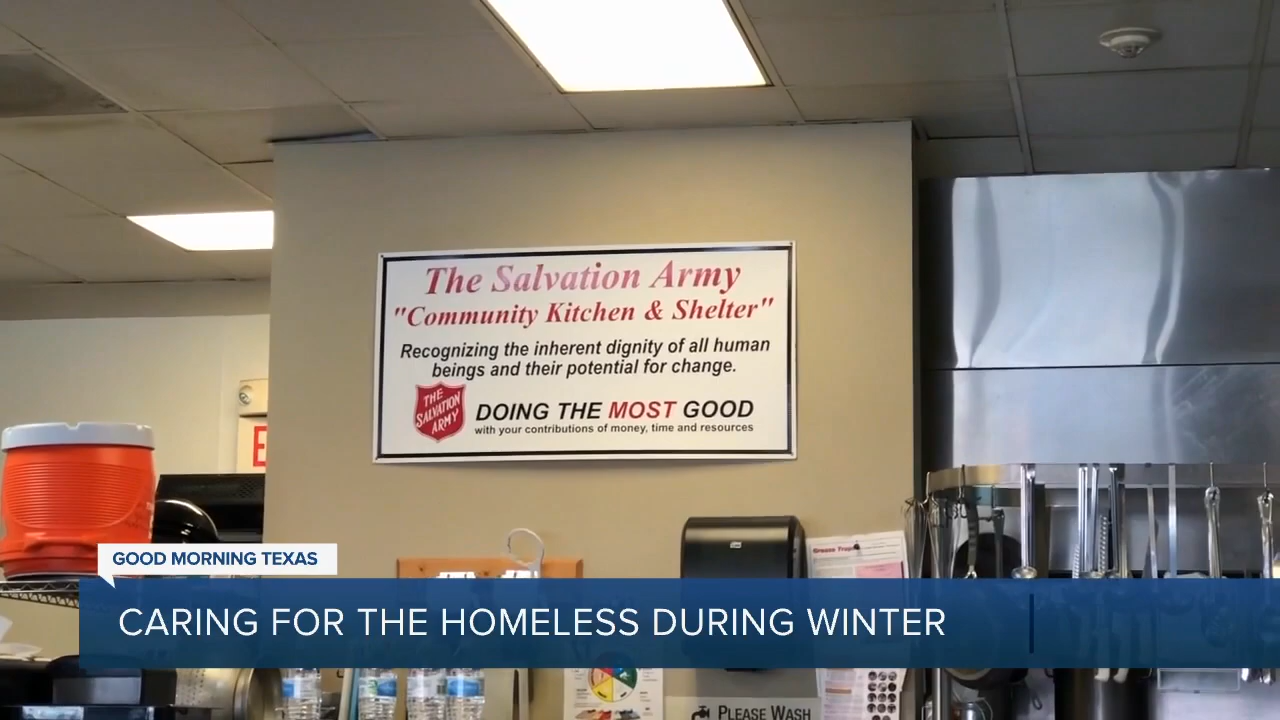 The Salvation Army
"Community Kitchen & Shelter"
Recognizing the inherent dignity of all human
beings and their potential for change.
THE
SALVATION
ARMY
DOING THE MOST GOOD
with your contributions of money, time and resources
E
Grease Trap
GOOD MORNING TEXAS
CARING FOR THE HOMELESS DURING WINTER
PLEASE WASH